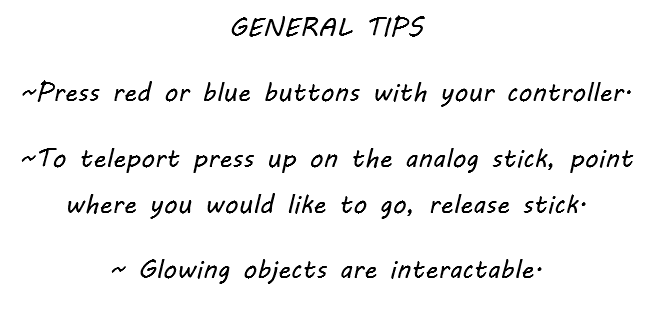 GENERAL TIPS
~Press red or blue buttons with your controller.
~To teleport press up on the analog stick, point
where you would like to go, release stick.
~ Glowing objects are interactable.